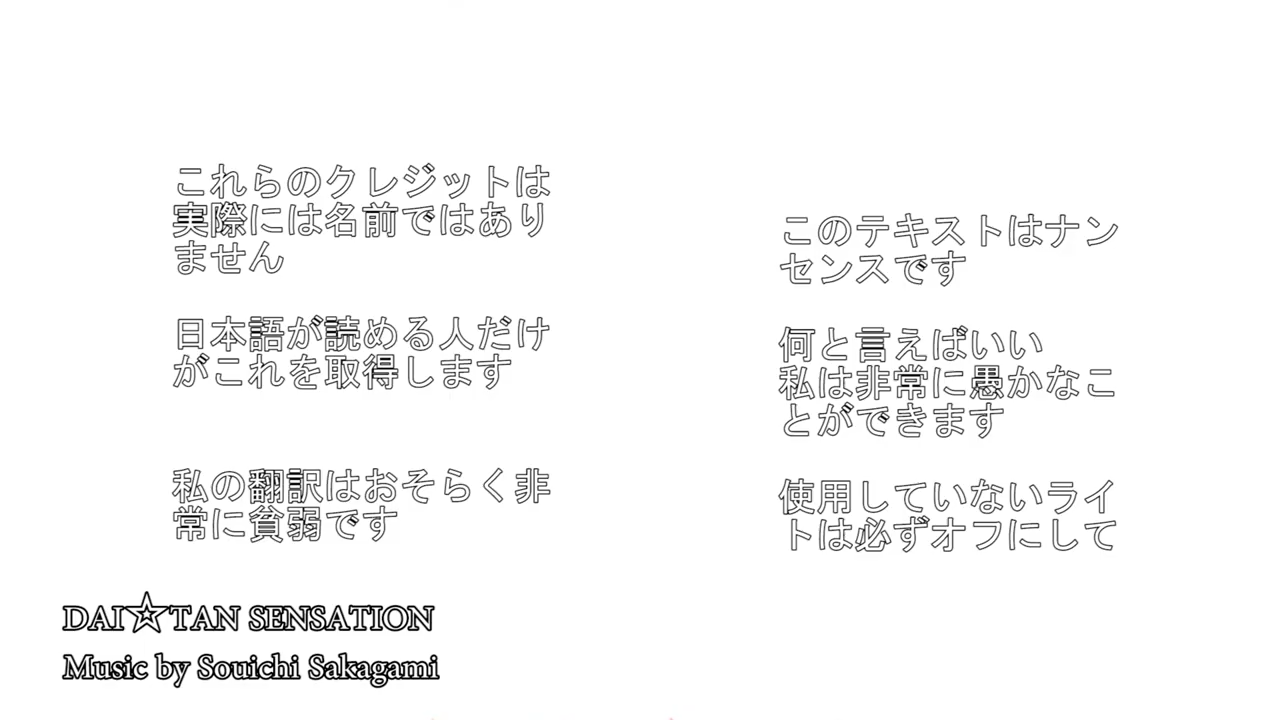 これらのクレジットは
実際には名前ではあり
ません
日本語が読める人だけ
がこれを取得します
私の翻訳はおそらく非
常に貧弱です
このテキストはナン
センスです
何と言えばいい
私は非常に愚かなこ
とができます
使用していないライ
トは必ずオフにして
DAI☆TAN SENSATION
Music by Souichi Sakagami